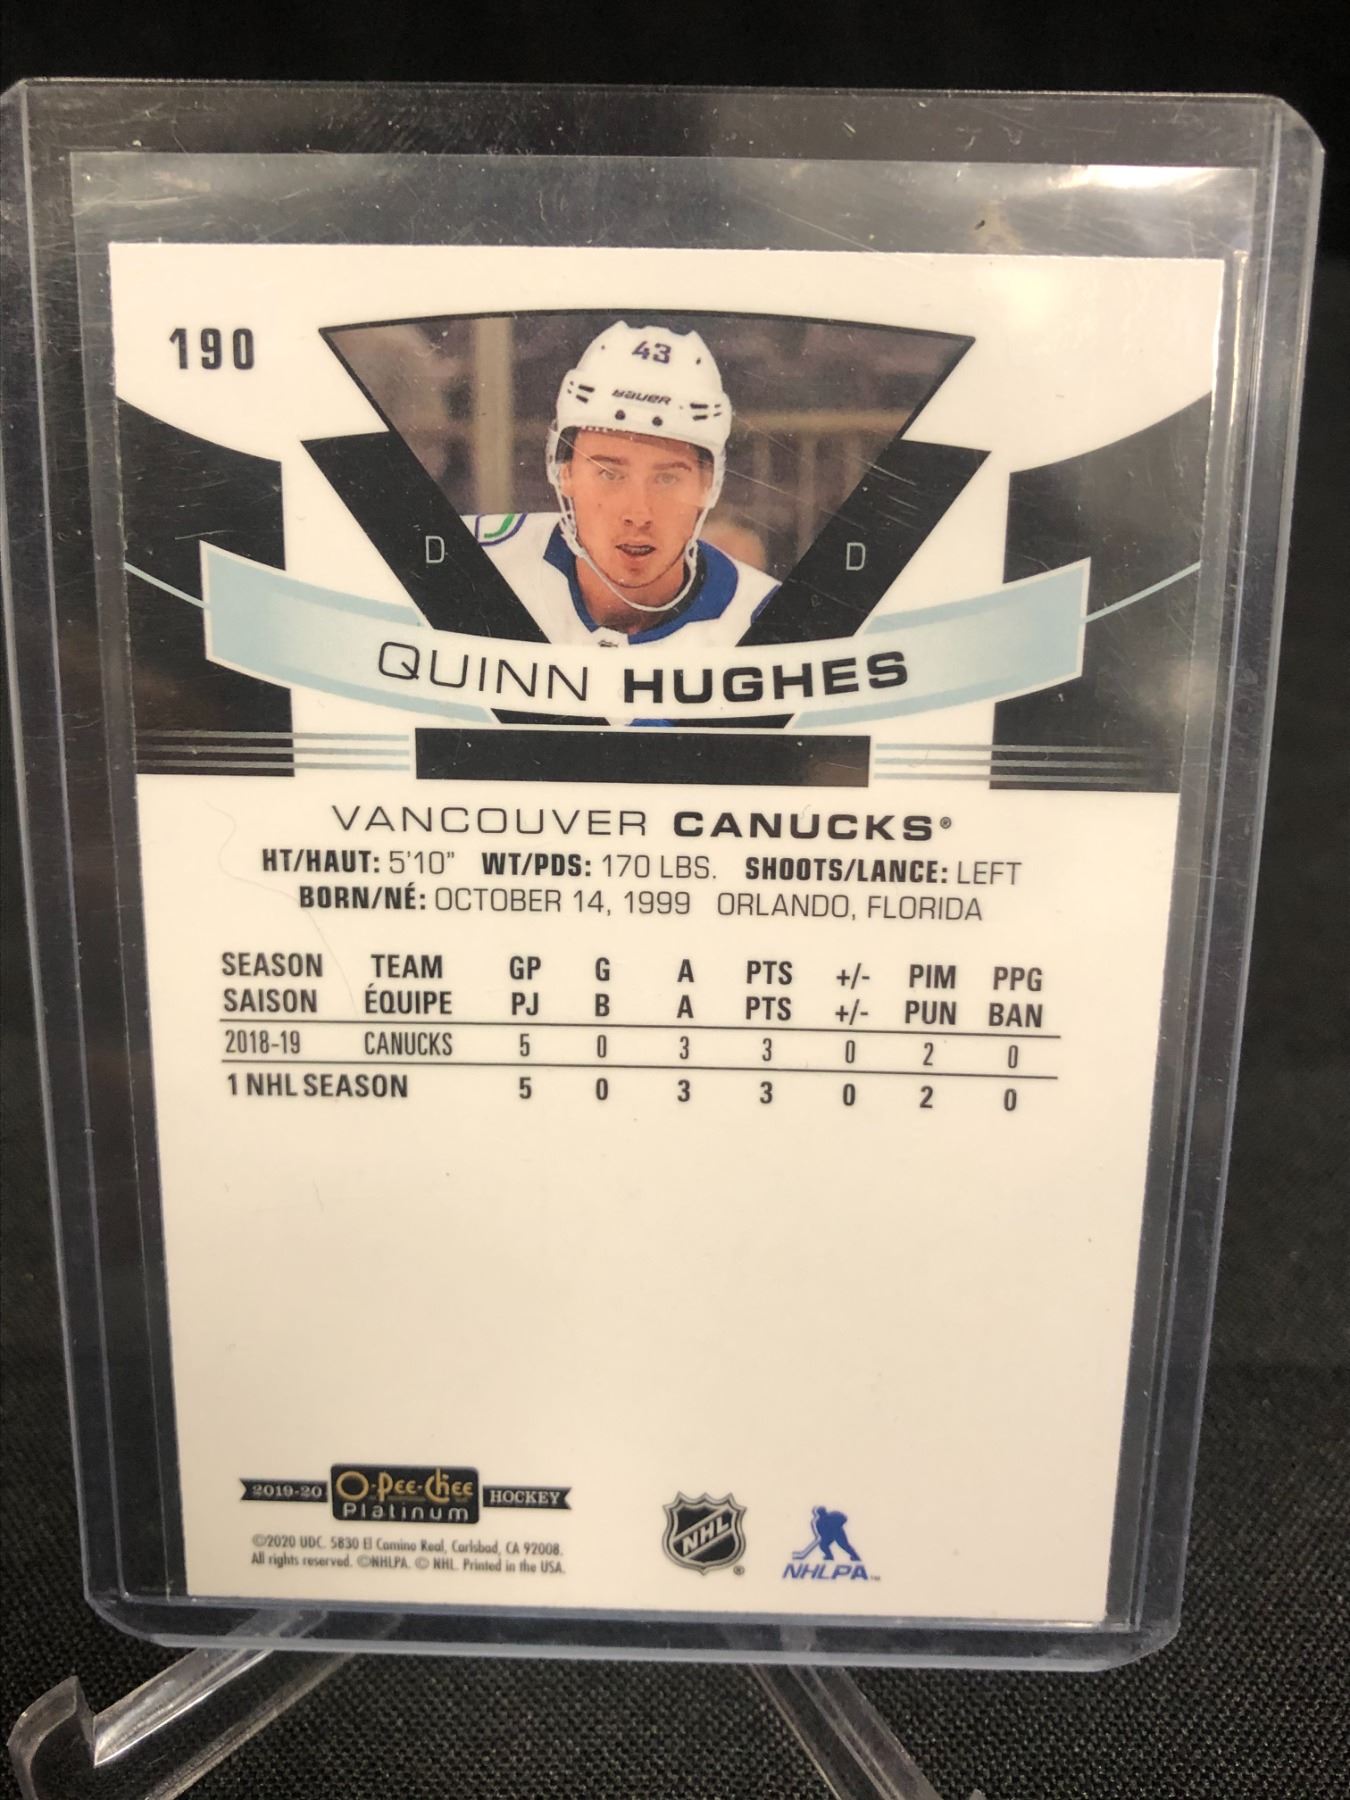 190
43
BAUER
D D
QUINN HUGHES
VANCOUVER CANUCKS®
HT/HAUT: 5'10" WT/PDS: 170 LBS. SHOOTS/LANCE: LEFT
BORN/NÉ: OCTOBER 14, 1999 ORLANDO, FLORIDA
SEASON TEAM GP G A PTS +/- PIM PPG
SAISON ÉQUIPE PJ B A PTS +/- PUN BAN
2018-19 CANUCKS 5 0 3 3 0 2 0
1 NHL SEASON 5 0 3 3 0 2 0
2019-20 O-Pee-Chee HOCKEY
Platinum
©2020 UDC. 5830 El Camino Real, Carlsbad, CA 92008.
All rights reserved. ©NHLPA. © NHL. Printed in the USA.
NHL®
NHLPA™